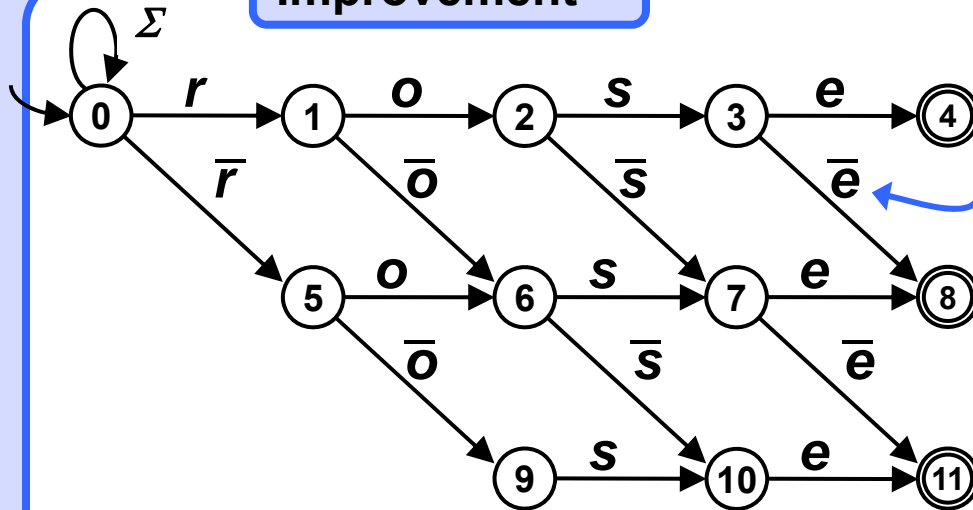 Improvement
Σ
r o s e
0 1 2 3 4
r̅ o̅ s̅ e̅
o s e
5 6 7 8
o̅ s̅ e̅
s e
9 10 11